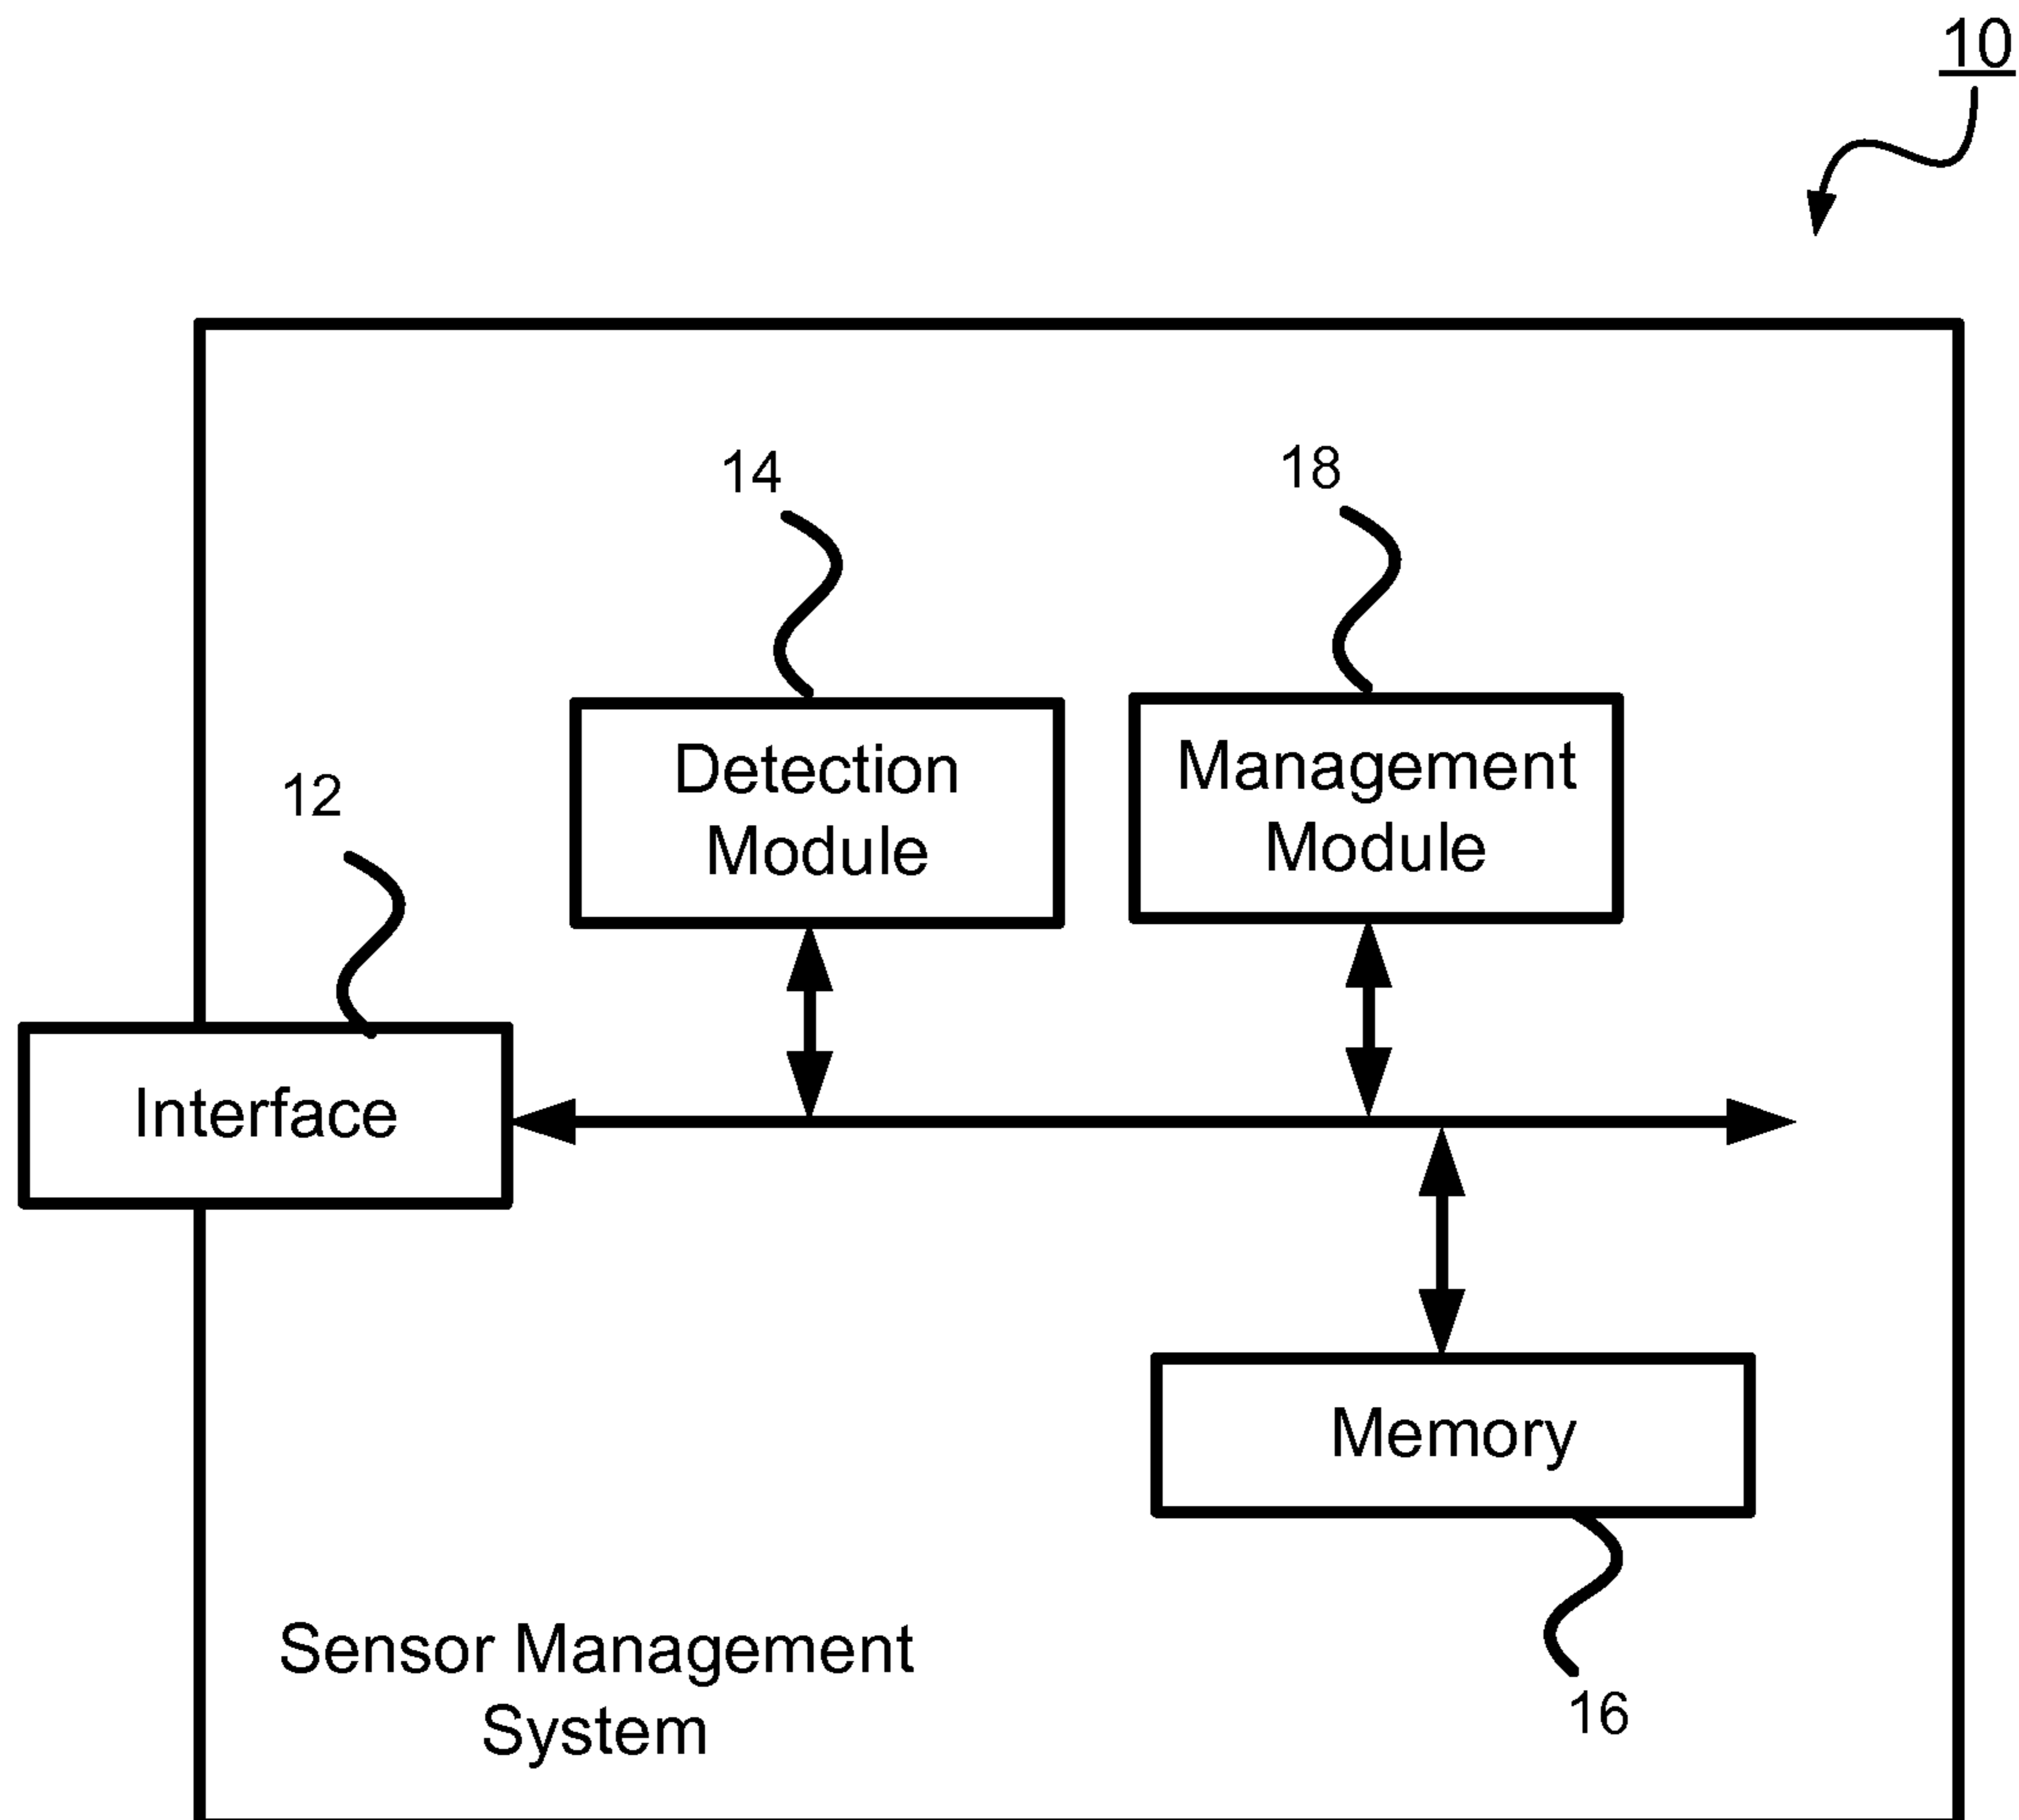 10
14
18
Detection
Module
Management
Module
12
Interface
Memory
Sensor Management
System
16